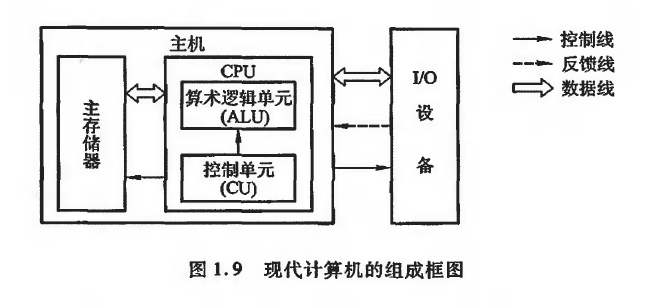 主机
CPU
算术逻辑单元
(ALU)
控制单元
(CU)
主存储器
I/O
设
备
控制线
反馈线
数据线
图 1.9 现代计算机的组成框图